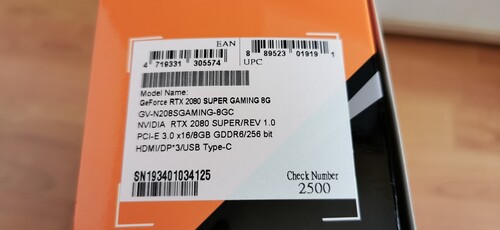 EAN
4 719331 305574
8 89523 01919 1
UPC
Model Name:
GeForce RTX 2080 SUPER GAMING 8G
GV-N208SGAMING-8GC
NVIDIA RTX 2080 SUPER/REV 1.0
PCI-E 3.0 x16/8GB GDDR6/256 bit
HDMI/DP*3/USB Type-C
SN193401034125
Check Number
2500